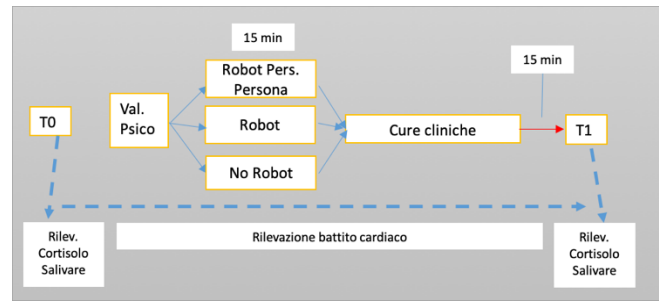 15 min
15 min
Robot Pers.
Persona
Val.
Psico
T0
Robot
Cure cliniche
T1
No Robot
Rilev.
Cortisolo
Salivare
Rilevazione battito cardiaco
Rilev.
Cortisolo
Salivare